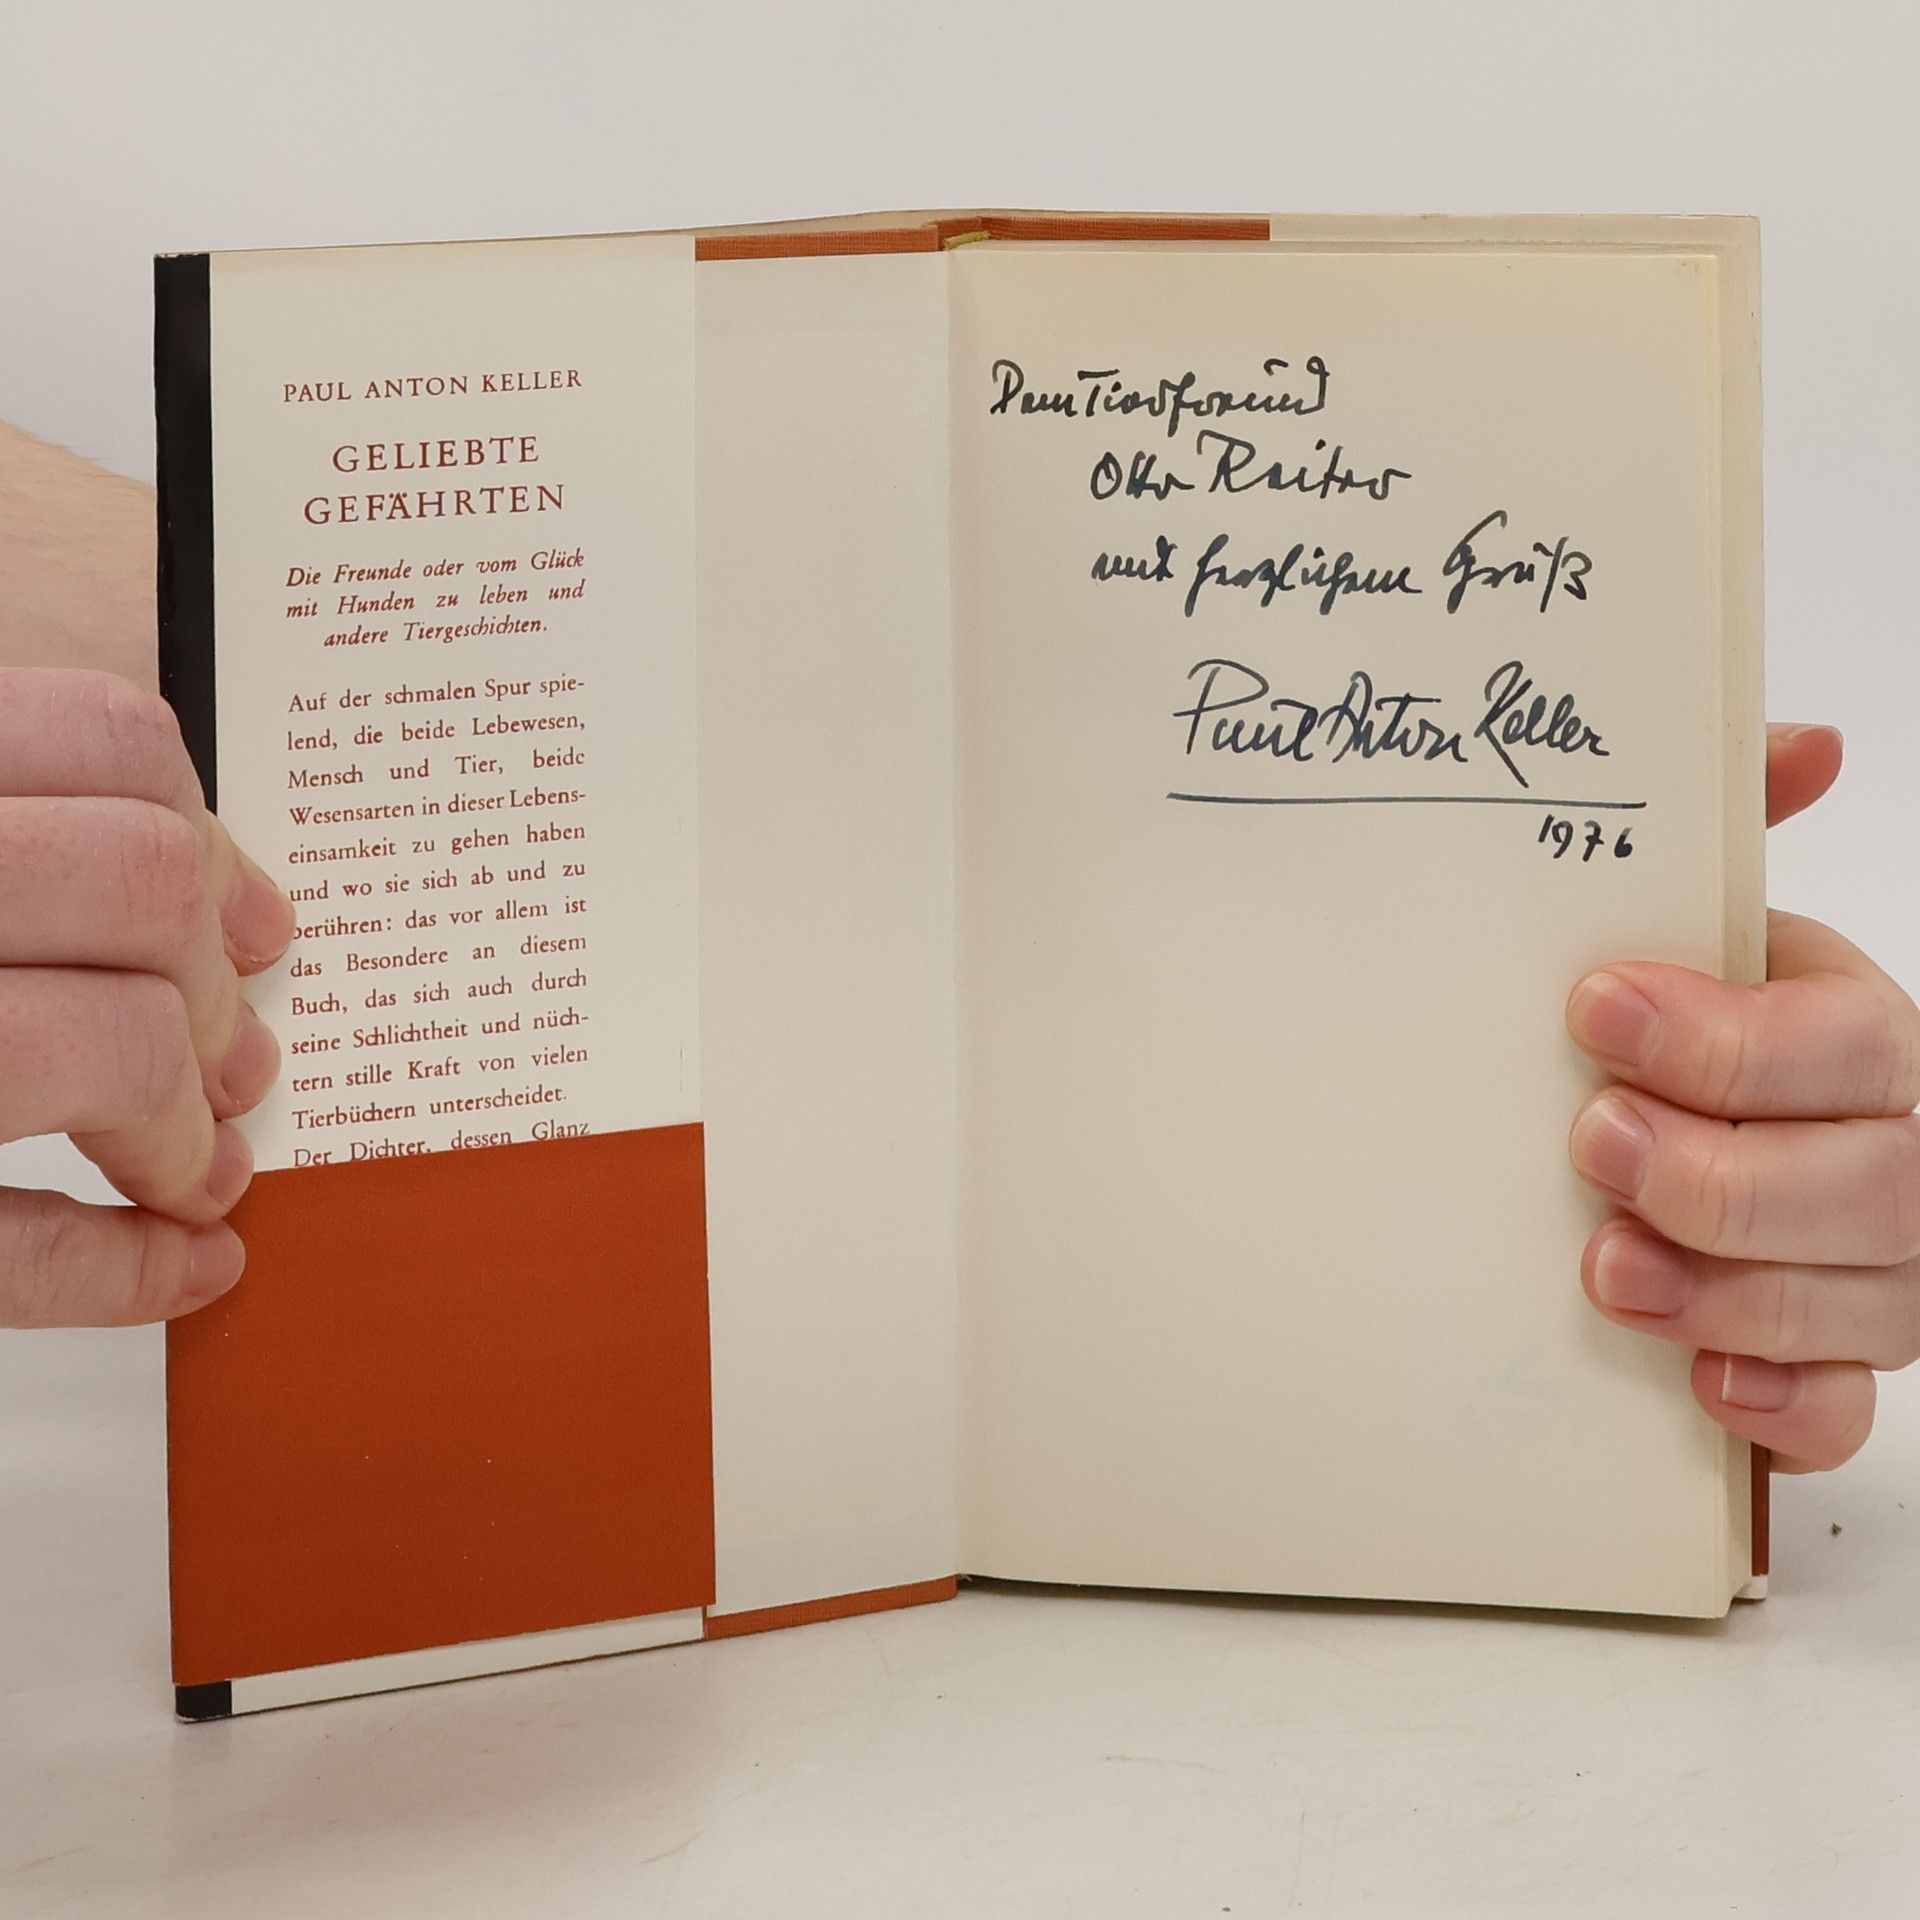 PAUL ANTON KELLER
GELIEBTE
GEFÄHRTEN
Die Freunde oder vom Glück
mit Hunden zu leben und
andere Tiergeschichten.
Auf der schmalen Spur spie-
lend, die beide Lebewesen,
Mensch und Tier, beide
Wesensarten in dieser Lebens-
einsamkeit zu gehen haben
und wo sie sich ab und zu
berühren: das vor allem ist
das Besondere an diesem
Buch, das sich auch durch
seine Schlichtheit und nüch-
tern stille Kraft von vielen
Tierbüchern unterscheidet.
Der Dichter, dessen Glanz
Dem Tierfreund
Otto Reiter
mit herzlichem Gruß
Paul Anton Keller
1976